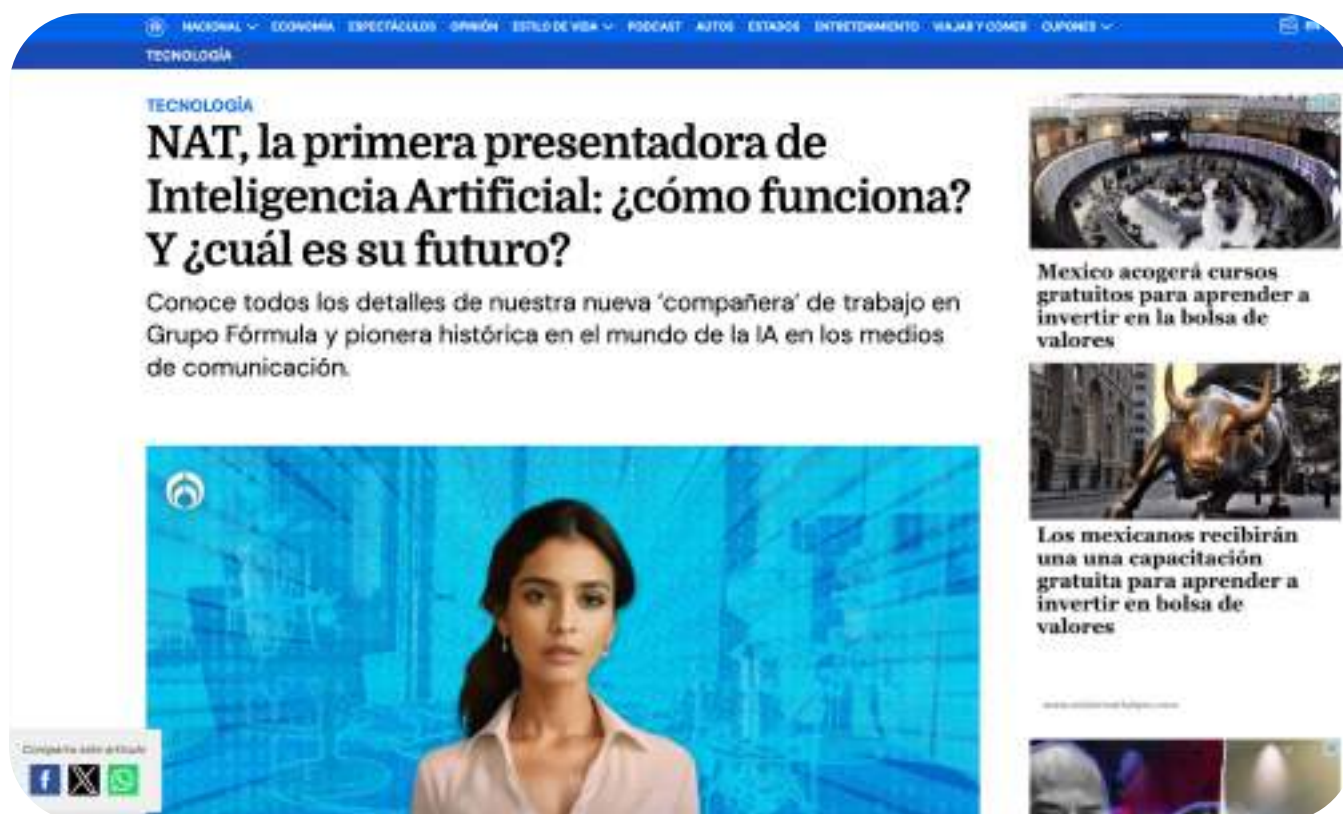 NACIONAL ECONOMÍA ESPECTÁCULOS OPINIÓN ESTILO DE VIDA PODCAST AUTOS ESTADOS ENTRETENIMIENTO VIAJAR Y COMER CUPONES
TECNOLOGÍA
TECNOLOGÍA
NAT, la primera presentadora de
Inteligencia Artificial: ¿cómo funciona?
Y ¿cuál es su futuro?
Conoce todos los detalles de nuestra nueva ‘compañera’ de trabajo en
Grupo Fórmula y pionera histórica en el mundo de la IA en los medios
de comunicación.
Comparte este artículo
Mexico acogerá cursos
gratuitos para aprender a
invertir en la bolsa de
valores
Los mexicanos recibirán
una una capacitación
gratuita para aprender a
invertir en bolsa de
valores